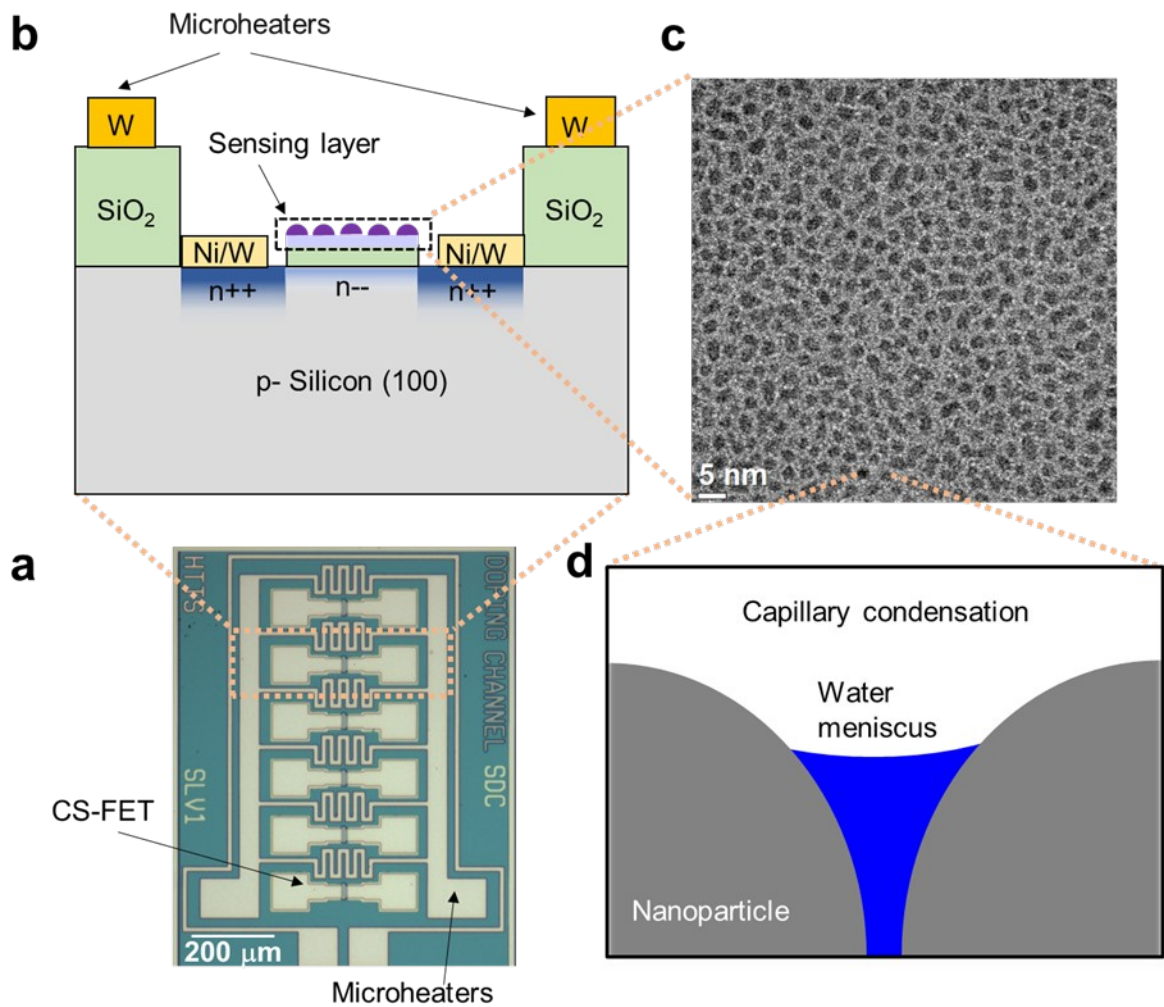 b
Microheaters
W
W
Sensing layer
SiO2
SiO2
Ni/W
Ni/W
n++
n--
n++
p- Silicon (100)
c
5 nm
a
HTTS
DOPING CHANNEL SDC
SLV1
CS-FET
200 μm
Microheaters
d
Capillary condensation
Water
meniscus
Nanoparticle